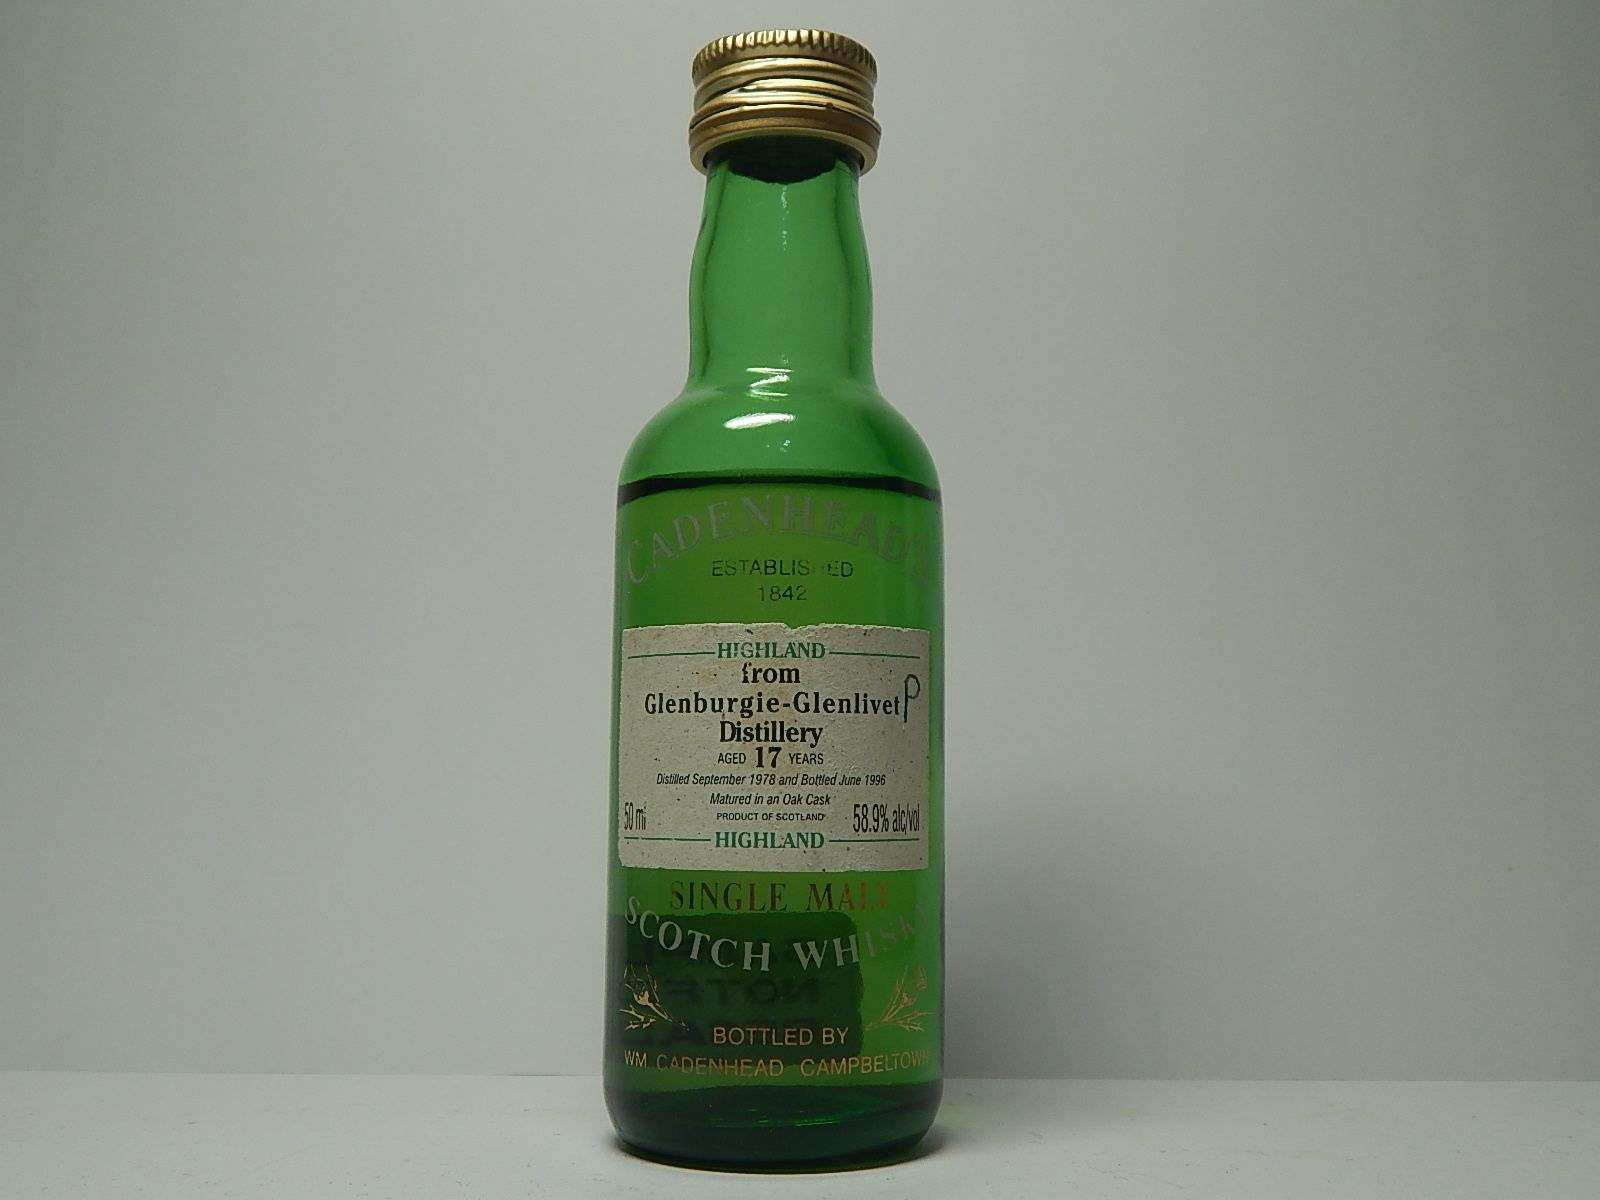 CADENHEAD'S
ESTABLISHED
1842
HIGHLAND
from
Glenburgie-Glenlivet P
Distillery
AGED 17 YEARS
Distilled September 1978 and Bottled June 1996
Matured in an Oak Cask
50 ml PRODUCT OF SCOTLAND 58.9% alc/vol
HIGHLAND
SINGLE MALT
SCOTCH WHISKY
BOTTLED BY
WM. CADENHEAD CAMPBELTOWN